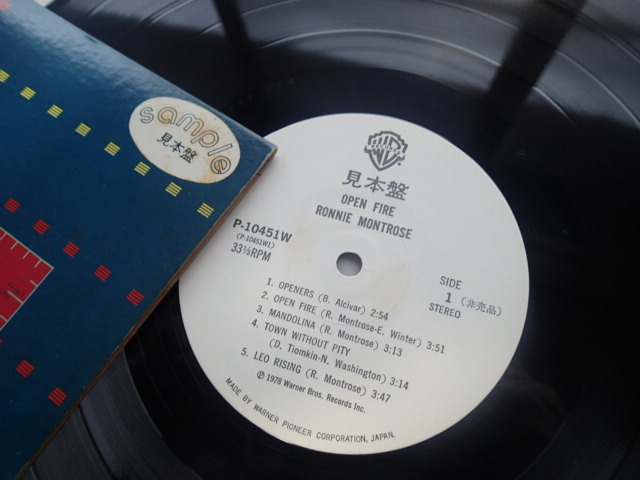 sample
見本盤
見本盤
OPEN FIRE
RONNIE MONTROSE
P-10451W
(P-10451W1)
33⅓RPM
SIDE
1 (非売品)
STEREO
1. OPENERS (B. Alcivar) 2:54
2. OPEN FIRE (R. Montrose-E. Winter) 3:51
3. MANDOLINA (R. Montrose) 3:13
4. TOWN WITHOUT PITY
(D. Tiomkin-N. Washington) 3:14
5. LEO RISING (R. Montrose) 3:47
℗1978 Warner Bros. Records Inc.
MADE BY WARNER PIONEER CORPORATION, JAPAN.